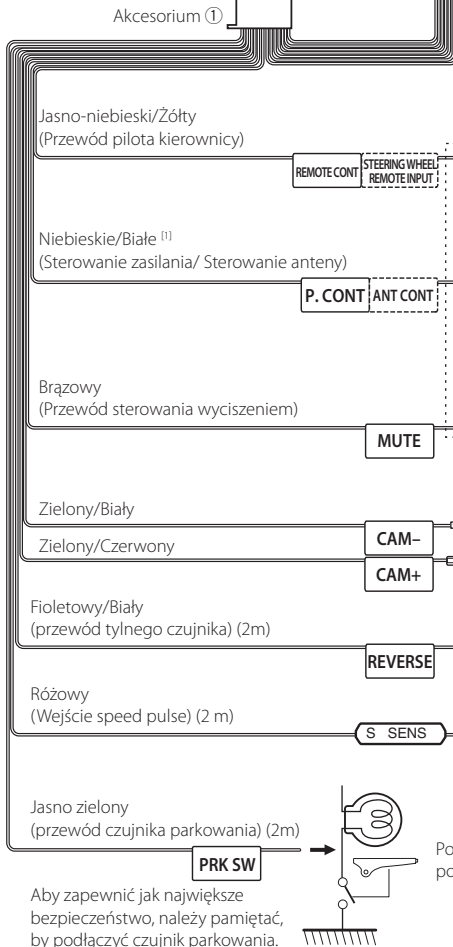 Akcesorium ①
Jasno-niebieski/Żółty
(Przewód pilota kierownicy)
REMOTE CONT
STEERING WHEEL
REMOTE INPUT
Niebieskie/Białe [1]
(Sterowanie zasilania/ Sterowanie anteny)
P. CONT
ANT CONT
Brązowy
(Przewód sterowania wyciszeniem)
MUTE
Zielony/Biały
CAM–
Zielony/Czerwony
CAM+
Fioletowy/Biały
(przewód tylnego czujnika) (2m)
REVERSE
Różowy
(Wejście speed pulse) (2 m)
S SENS
Jasno zielony
(przewód czujnika parkowania) (2m)
PRK SW
Aby zapewnić jak największe
bezpieczeństwo, należy pamiętać,
by podłączyć czujnik parkowania.